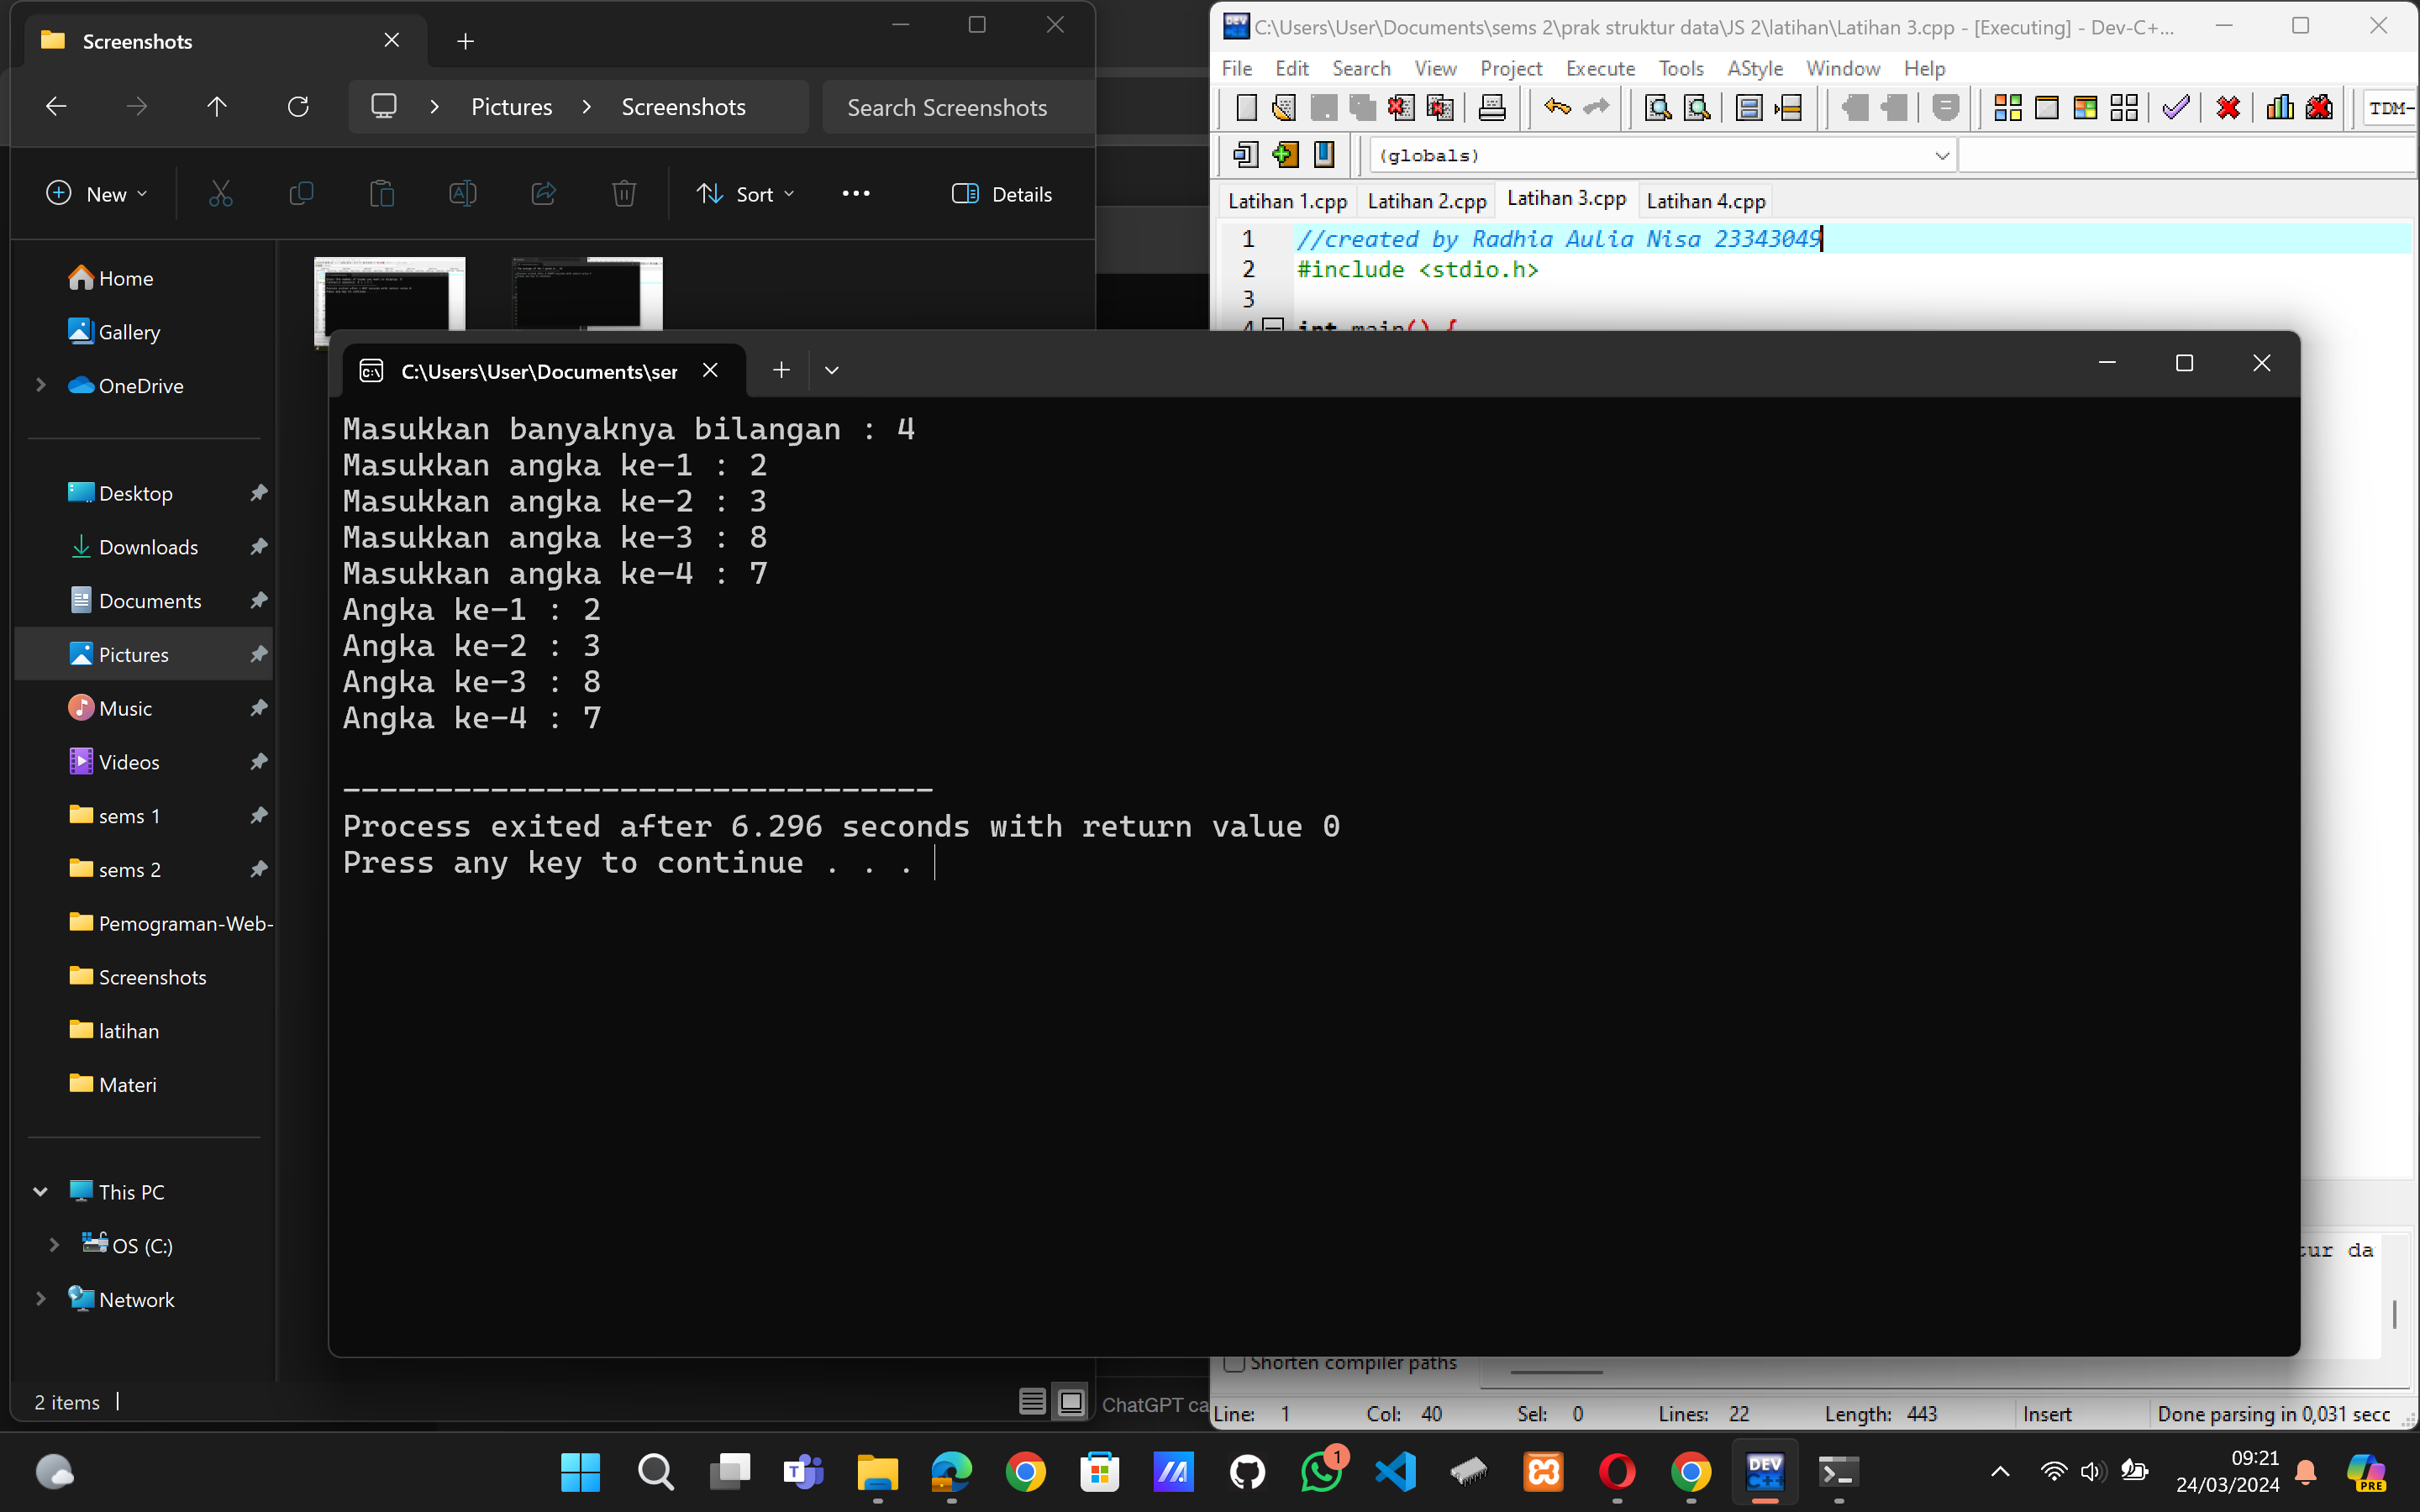 Screenshots
Pictures > Screenshots
Search Screenshots
New
Sort
Details
Home
Gallery
OneDrive
Desktop
Downloads
Documents
Pictures
Music
Videos
sems 1
sems 2
Pemograman-Web-
Screenshots
latihan
Materi
This PC
OS (C:)
Network
2 items
C:\Users\User\Documents\sems 2\prak struktur data\JS 2\latihan\Latihan 3.cpp - [Executing] - Dev-C+...
File Edit Search View Project Execute Tools AStyle Window Help
TDM-
(globals)
Latihan 1.cpp Latihan 2.cpp Latihan 3.cpp Latihan 4.cpp
1 //created by Radhia Aulia Nisa 23343049
2 #include <stdio.h>
3
4 int main() {
C:\Users\User\Documents\ser
Masukkan banyaknya bilangan : 4
Masukkan angka ke-1 : 2
Masukkan angka ke-2 : 3
Masukkan angka ke-3 : 8
Masukkan angka ke-4 : 7
Angka ke-1 : 2
Angka ke-2 : 3
Angka ke-3 : 8
Angka ke-4 : 7
--------------------------------
Process exited after 6.296 seconds with return value 0
Press any key to continue . . .
tur da
Shorten compiler paths
ChatGPT ca
Line: 1 Col: 40 Sel: 0 Lines: 22 Length: 443 Insert Done parsing in 0,031 secc
1
DEV C++
09:21
24/03/2024
PRE